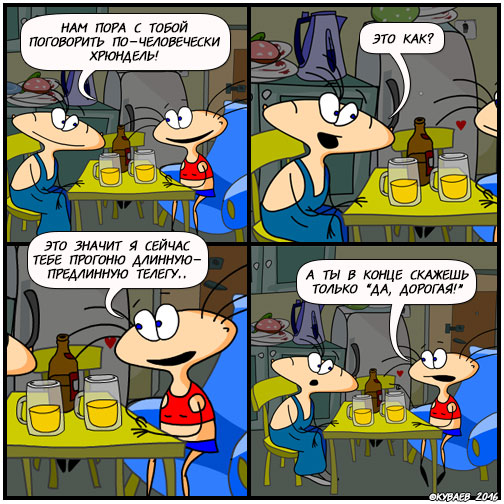 НАМ ПОРА С ТОБОЙ
ПОГОВОРИТЬ ПО-ЧЕЛОВЕЧЕСКИ
ХРЮНДЕЛЬ!
ЭТО КАК?
ЭТО ЗНАЧИТ Я СЕЙЧАС
ТЕБЕ ПРОГОНЮ ДЛИННУЮ-
ПРЕДЛИННУЮ ТЕЛЕГУ..
А ТЫ В КОНЦЕ СКАЖЕШЬ
ТОЛЬКО "ДА, ДОРОГАЯ!"
©КУВАЕВ 2016